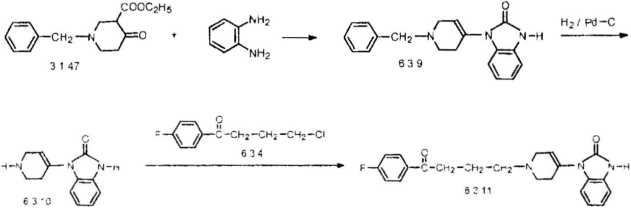 COOC2H5
CH2—N
O
3 1 47
+
NH2
NH2
CH2—N
N
O
N—H
6 3 9
H2 / Pd—C
H
N
N
O
N
H
6 3 10
F
O
C—CH2—CH2—CH2—Cl
6 3 4
F
O
C—CH2—CH2—CH2—N
N
O
N—H
6 3 11